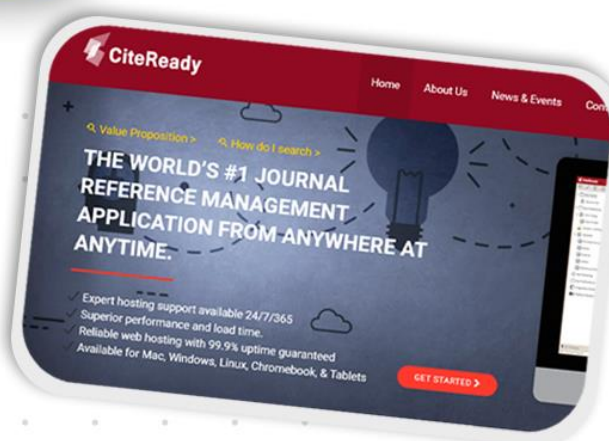 CiteReady
Home About Us News & Events
Value Proposition > How do I search >
THE WORLD'S #1 JOURNAL
REFERENCE MANAGEMENT
APPLICATION FROM ANYWHERE AT
ANYTIME.
Expert hosting support available 24/7/365
Superior performance and load time.
Reliable web hosting with 99.9% uptime guaranteed
Available for Mac, Windows, Linux, Chromebook, & Tablets
GET STARTED >